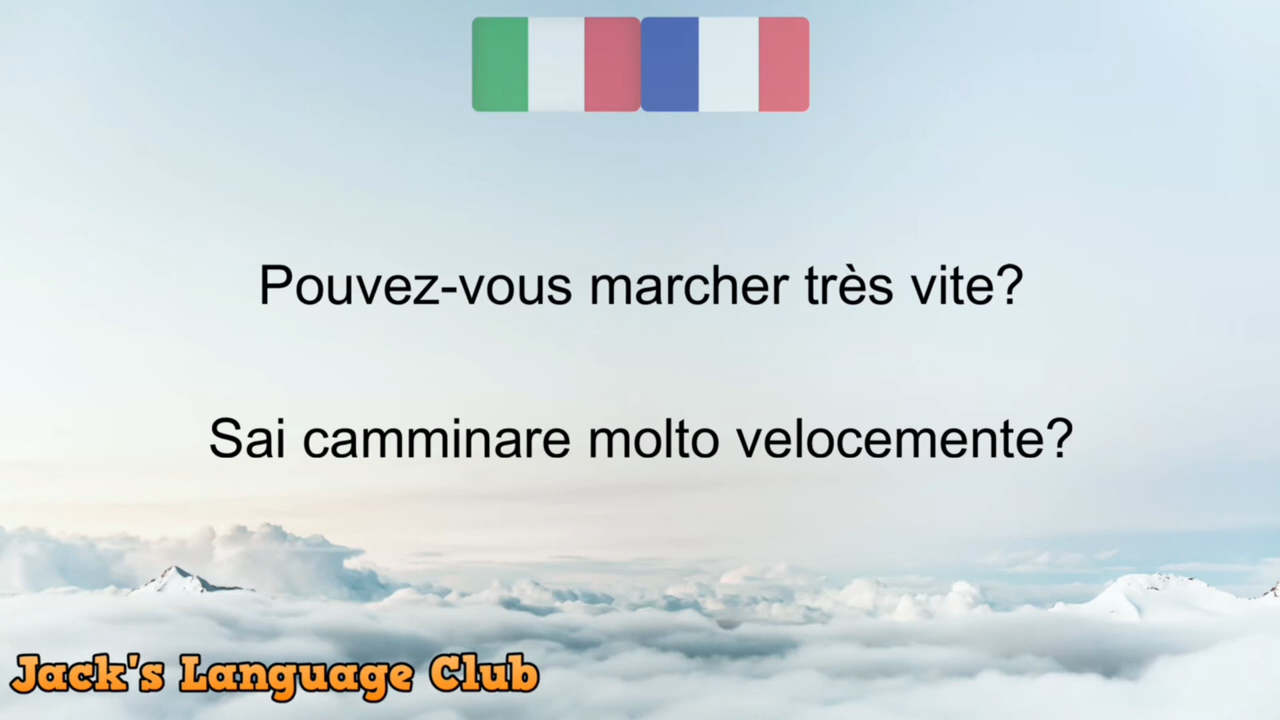 Pouvez-vous marcher très vite?
Sai camminare molto velocemente?
Jack's Language Club